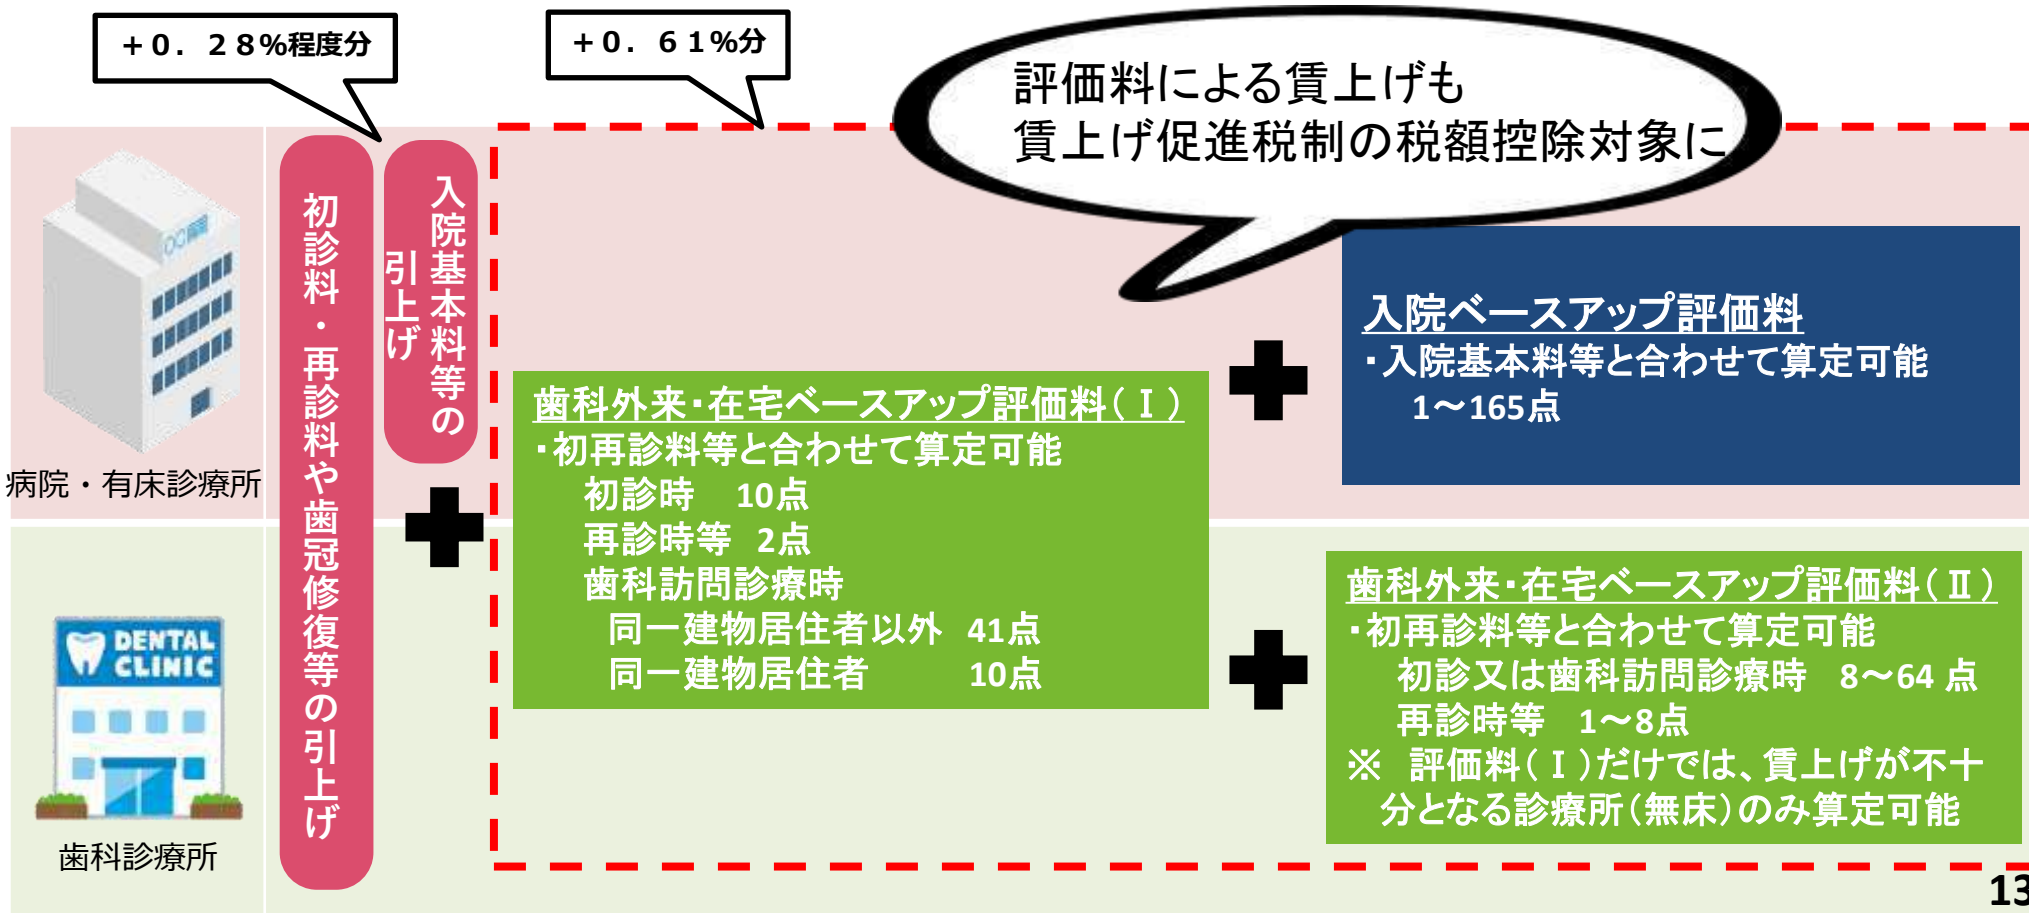 +0．28%程度分
+0．61%分
評価料による賃上げも
賃上げ促進税制の税額控除対象に
初診料・再診料や歯冠修復等の引上げ
入院基本料等の
引上げ
病院・有床診療所
DENTAL
CLINIC
歯科診療所
歯科外来・在宅ベースアップ評価料（Ⅰ）
・初再診料等と合わせて算定可能
初診時　10点
再診時等　2点
歯科訪問診療時
同一建物居住者以外　41点
同一建物居住者　10点
入院ベースアップ評価料
・入院基本料等と合わせて算定可能
1～165点
歯科外来・在宅ベースアップ評価料（Ⅱ）
・初再診料等と合わせて算定可能
初診又は歯科訪問診療時　8～64 点
再診時等　1～8点
※　評価料（Ⅰ）だけでは、賃上げが不十
分となる診療所（無床）のみ算定可能
13